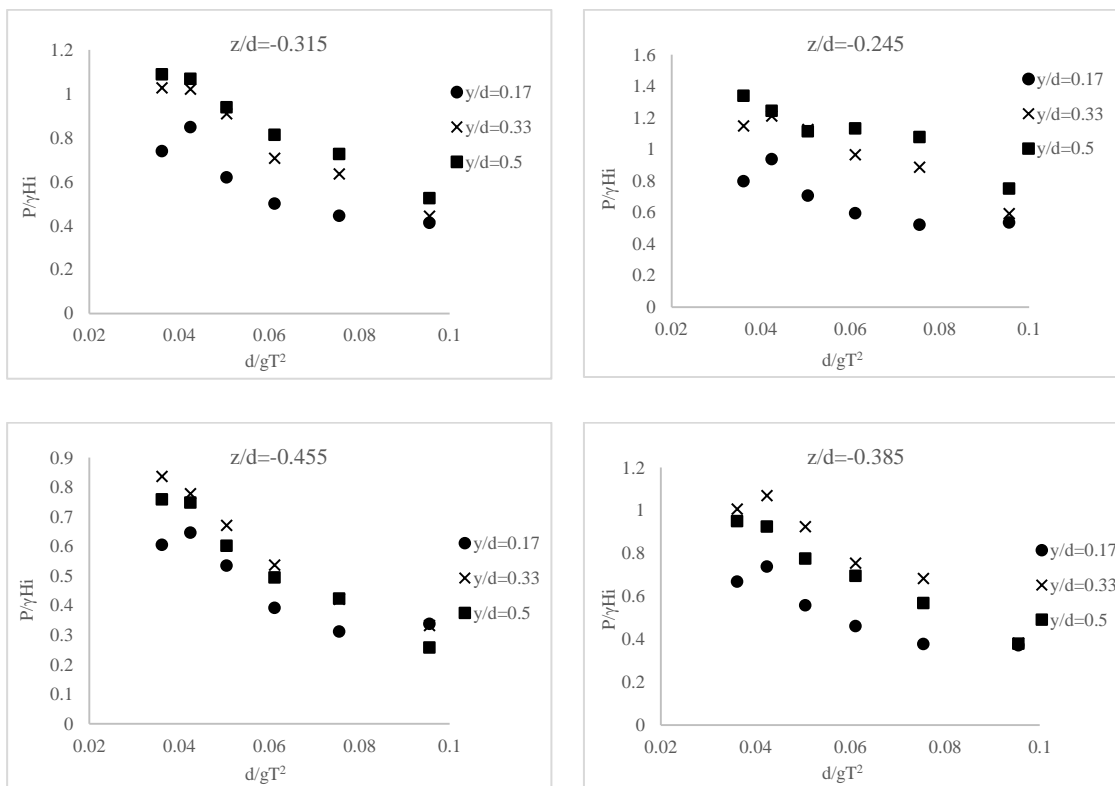 z/d=-0.315
1.2
1
0.8
0.6
0.4
0.2
0
P/γHi
0.02 0.04 0.06 0.08 0.1
d/gT²
y/d=0.17
y/d=0.33
y/d=0.5
z/d=-0.245
1.6
1.4
1.2
1
0.8
0.6
0.4
0.2
0
P/γHi
0.02 0.04 0.06 0.08 0.1
d/gT²
y/d=0.17
y/d=0.33
y/d=0.5
z/d=-0.455
0.9
0.8
0.7
0.6
0.5
0.4
0.3
0.2
0.1
0
P/γHi
0.02 0.04 0.06 0.08 0.1
d/gT²
y/d=0.17
y/d=0.33
y/d=0.5
z/d=-0.385
1.2
1
0.8
0.6
0.4
0.2
0
P/γHi
0.02 0.04 0.06 0.08 0.1
d/gT²
y/d=0.17
y/d=0.33
y/d=0.5